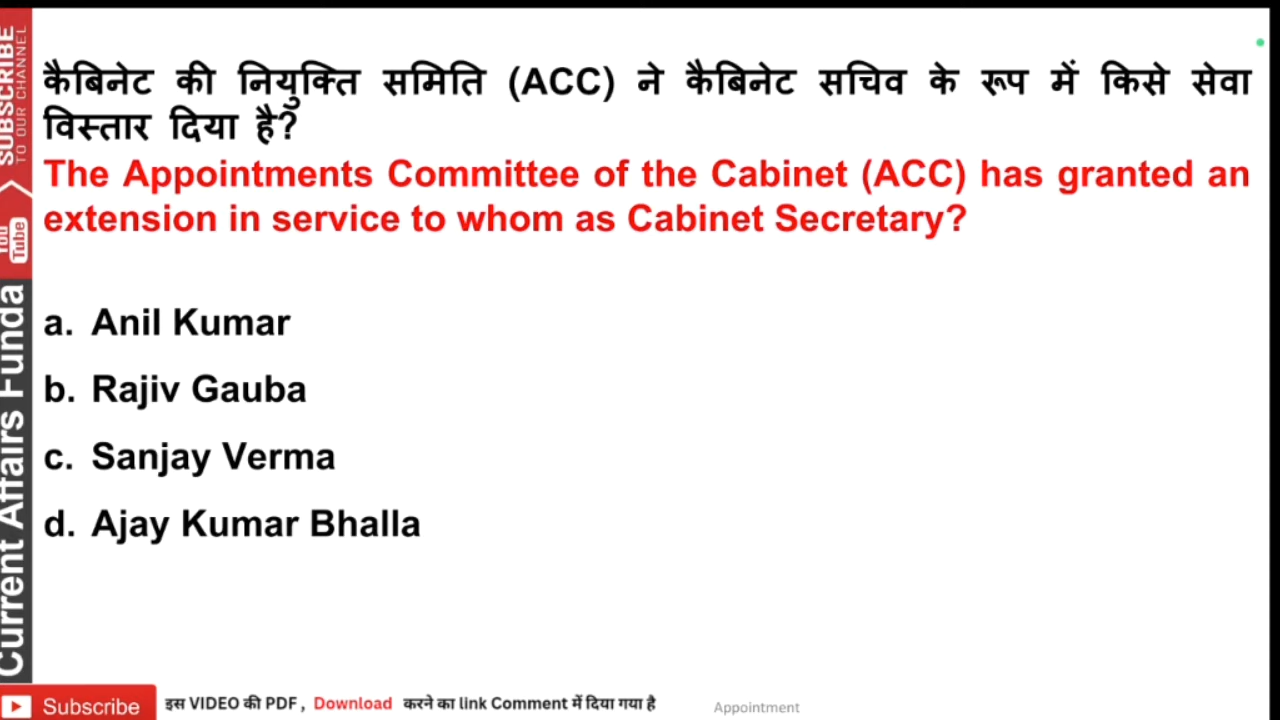 कैबिनेट की नियुक्ति समिति (ACC) ने कैबिनेट सचिव के रूप में किसे सेवा
विस्तार दिया है?
The Appointments Committee of the Cabinet (ACC) has granted an
extension in service to whom as Cabinet Secretary?
a. Anil Kumar
b. Rajiv Gauba
c. Sanjay Verma
d. Ajay Kumar Bhalla
SUBSCRIBE
TO OUR CHANNEL
You
Tube
Current Affairs Funda
Subscribe
इस VIDEO की PDF , Download करने का link Comment में दिया गया है
Appointment